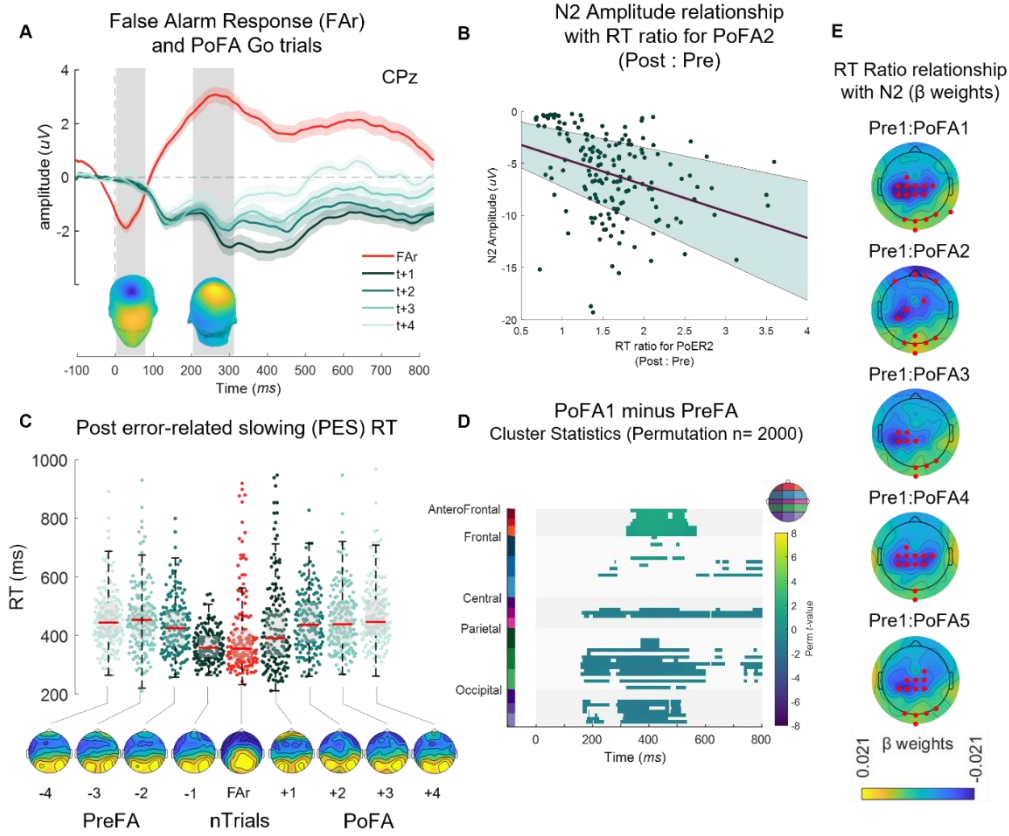 A
False Alarm Response (FAr)
and PoFA Go trials
CPz
amplitude (uV)
4
2
0
-2
FAr
t+1
t+2
t+3
t+4
-100 0 100 200 300 400 500 600 700 800
Time (ms)
B
N2 Amplitude relationship
with RT ratio for PoFA2
(Post : Pre)
N2 Amplitude (uV)
0
-5
-10
-15
-20
0.5 1 1.5 2 2.5 3 3.5 4
RT ratio for PoER2
(Post : Pre)
C
Post error-related slowing (PES) RT
RT (ms)
1000
800
600
400
200
-4 -3 -2 -1 FAr +1 +2 +3 +4
PreFA nTrials PoFA
D
PoFA1 minus PreFA
Cluster Statistics (Permutation n= 2000)
AnteroFrontal
Frontal
Central
Parietal
Occipital
0 200 400 600 800
Time (ms)
8
6
4
2
0
-2
-4
-6
-8
Perm t-value
E
RT Ratio relationship
with N2 (β weights)
Pre1:PoFA1
Pre1:PoFA2
Pre1:PoFA3
Pre1:PoFA4
Pre1:PoFA5
β weights
0.021 -0.021